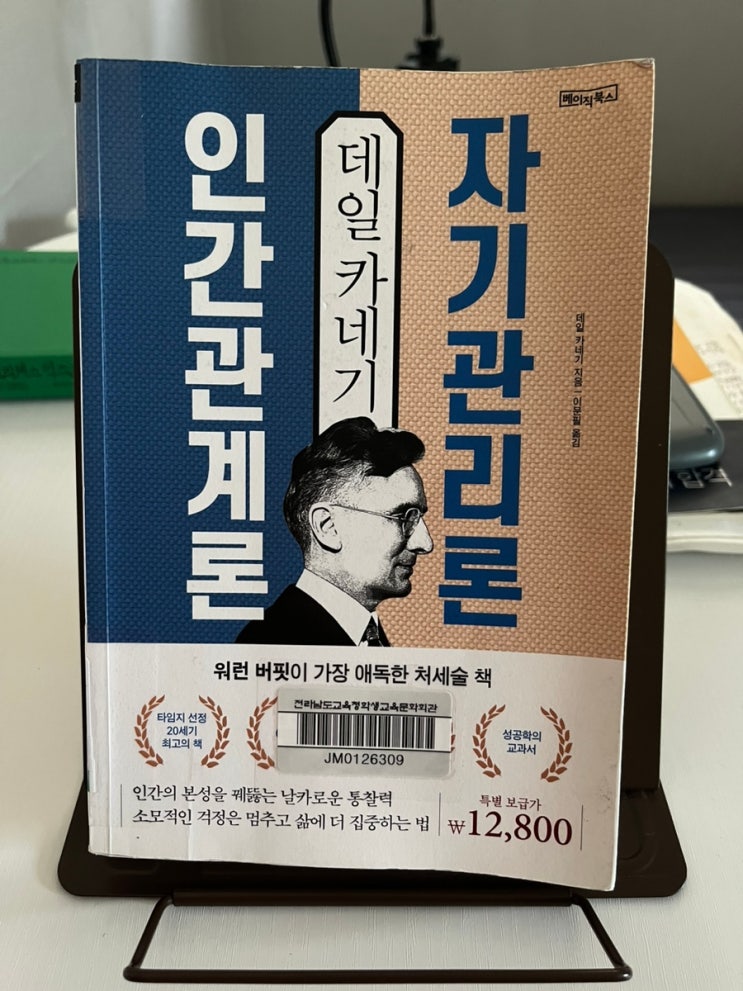 베이직북스
인간관계론
데일 카네기
자기관리론
데일 카네기 지음 | 이문필 옮김
워런 버핏이 가장 애독한 처세술 책
타임지 선정
20세기
최고의 책
전라남도교육청학생교육문화회관
JM0126309
성공학의
교과서
인간의 본성을 꿰뚫는 날카로운 통찰력
소모적인 걱정은 멈추고 삶에 더 집중하는 법
특별 보급가
₩12,800